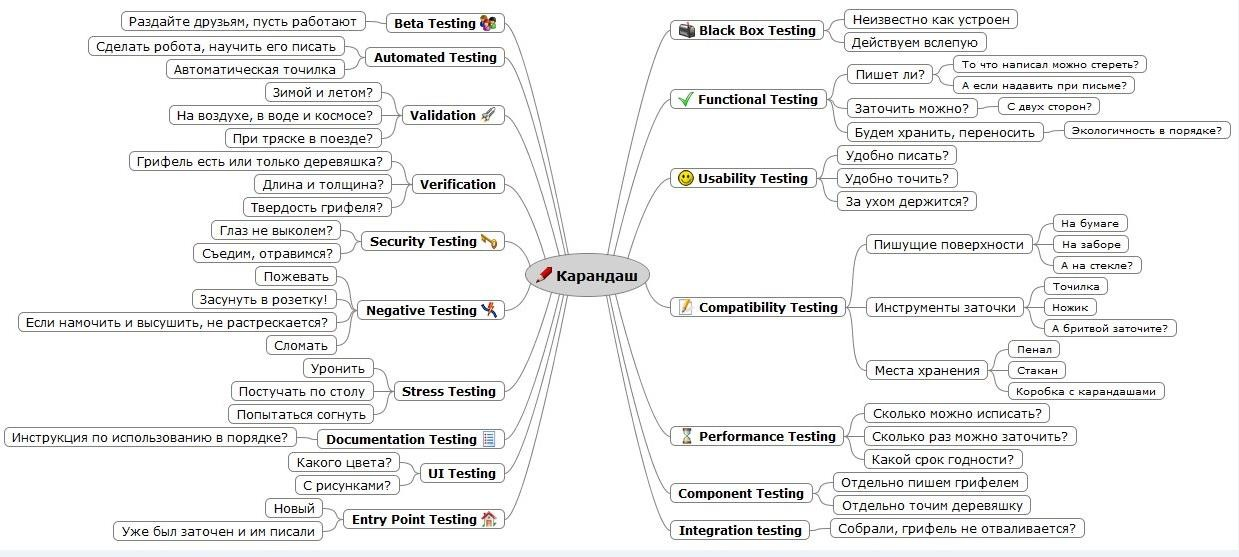 Карандаш
Beta Testing
Раздайте друзьям, пусть работают
Automated Testing
Сделать робота, научить его писать
Автоматическая точилка
Validation
Зимой и летом?
На воздухе, в воде и космосе?
При тряске в поезде?
Verification
Грифель есть или только деревяшка?
Длина и толщина?
Твердость грифеля?
Security Testing
Глаз не выколем?
Съедим, отравимся?
Negative Testing
Пожевать
Засунуть в розетку!
Если намочить и высушить, не растрескается?
Сломать
Stress Testing
Уронить
Постучать по столу
Попытаться согнуть
Documentation Testing
Инструкция по использованию в порядке?
UI Testing
Какого цвета?
С рисунками?
Entry Point Testing
Новый
Уже был заточен и им писали
Black Box Testing
Неизвестно как устроен
Действуем вслепую
Functional Testing
Пишет ли?
То что написал можно стереть?
А если надавить при письме?
Заточить можно?
С двух сторон?
Будем хранить, переносить
Экологичность в порядке?
Usability Testing
Удобно писать?
Удобно точить?
За ухом держится?
Compatibility Testing
Пишущие поверхности
На бумаге
На заборе
А на стекле?
Инструменты заточки
Точилка
Ножик
А бритвой заточите?
Места хранения
Пенал
Стакан
Коробка с карандашами
Performance Testing
Сколько можно исписать?
Сколько раз можно заточить?
Какой срок годности?
Component Testing
Отдельно пишем грифелем
Отдельно точим деревяшку
Integration testing
Собрали, грифель не отваливается?